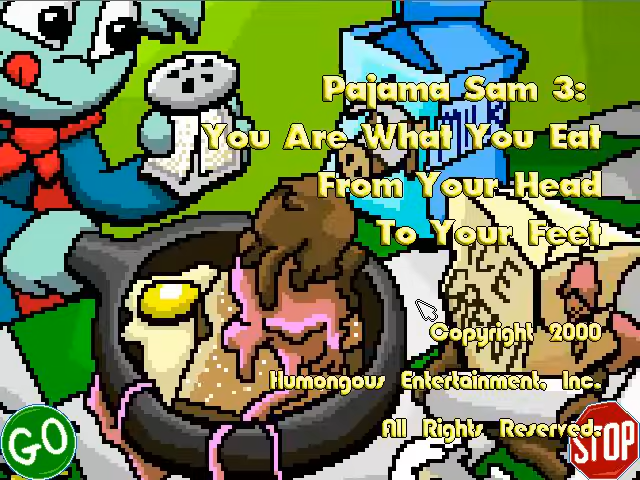 Pajama Sam 3:
You Are What You Eat
From Your Head
To Your Feet
Copyright 2000
Humongous Entertainment, Inc.
All Rights Reserved.
GO
STOP